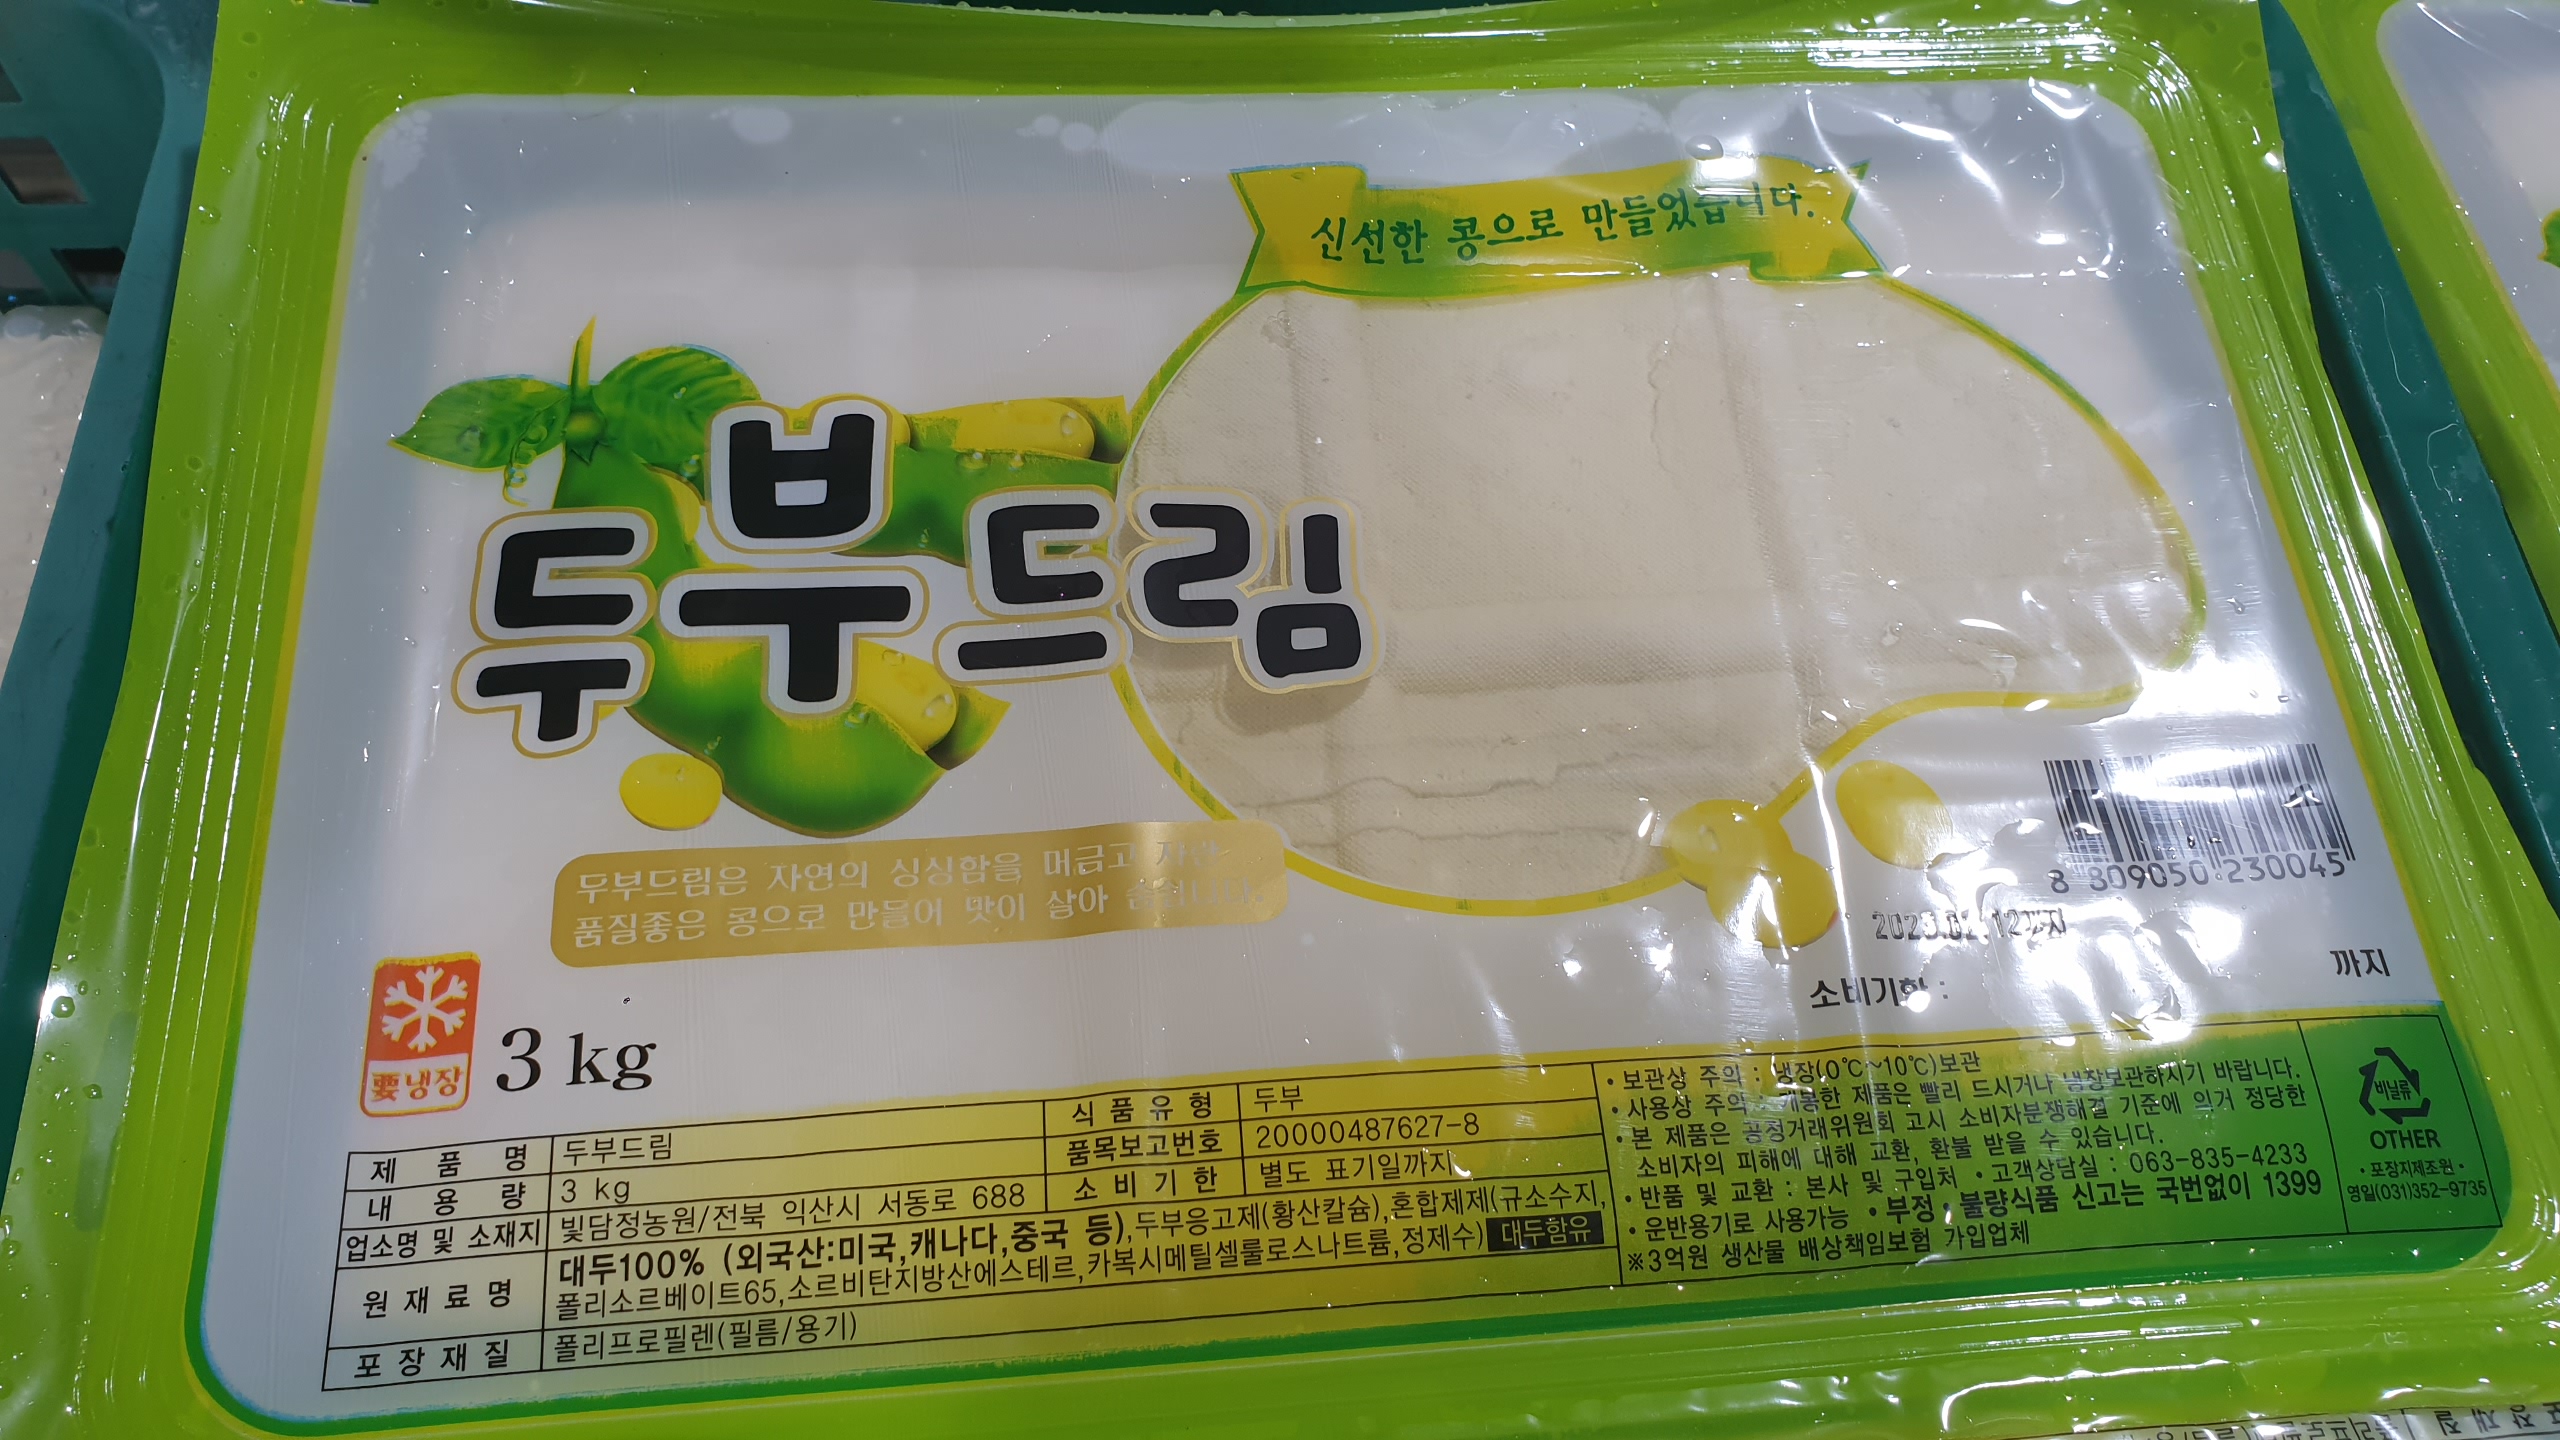 신선한 콩으로 만들었습니다.
두부드림
두부드림은 자연의 싱싱함을 머금고 자란
품질좋은 콩으로 만들어 맛이 살아 숨쉽니다.
8 809050 230045
소비기한 :
까지
要냉장
3 kg
제 품 명 두부드림
식 품 유 형 두부
내 용 량 3 kg
품목보고번호 20000487627-8
업소명 및 소재지 빛담정농원/전북 익산시 서동로 688
소 비 기 한 별도 표기일까지
원 재 료 명 대두100% (외국산:미국,캐나다,중국 등),두부응고제(황산칼슘),혼합제제(규소수지,
폴리소르베이트65,소르비탄지방산에스테르,카복시메틸셀룰로스나트륨,정제수) 대두함유
포 장 재 질 폴리프로필렌(필름/용기)
• 보관상 주의 : 냉장(0℃~10℃)보관
• 사용상 주의 : 개봉한 제품은 빨리 드시거나 냉장보관하시기 바랍니다.
• 본 제품은 공정거래위원회 고시 소비자분쟁해결 기준에 의거 정당한
소비자의 피해에 대해 교환, 환불 받을 수 있습니다.
• 반품 및 교환 : 본사 및 구입처 • 고객상담실 : 063-835-4233
• 운반용기로 사용가능 • 부정·불량식품 신고는 국번없이 1399
※3억원 생산물 배상책임보험 가입업체
비닐류
OTHER
• 포장지제조원 •
영일(031)352-9735